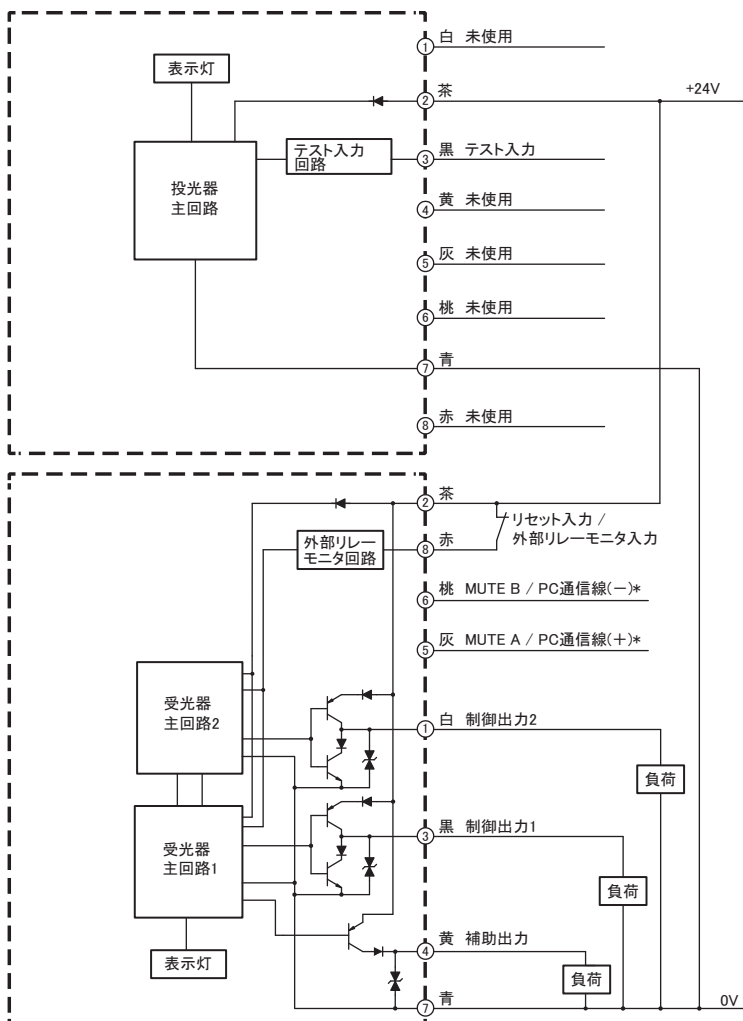 ① 白 未使用
表示灯
② 茶
+24V
テスト入力
回路
③ 黒 テスト入力
投光器
主回路
④ 黄 未使用
⑤ 灰 未使用
⑥ 桃 未使用
⑦ 青
⑧ 赤 未使用
② 茶
リセット入力 /
外部リレーモニタ入力
外部リレー
モニタ回路
⑧ 赤
⑥ 桃 MUTE B / PC通信線(－)*
⑤ 灰 MUTE A / PC通信線(＋)*
受光器
主回路2
① 白 制御出力2
負荷
受光器
主回路1
③ 黒 制御出力1
負荷
表示灯
④ 黄 補助出力
負荷
⑦ 青
0V